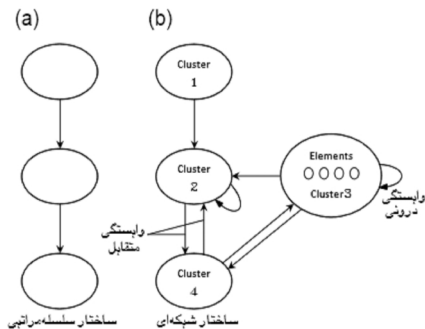 (a)
(b)
Cluster
1
Cluster
2
Elements
Cluster3
وابستگی
درونی
وابستگی
متقابل
Cluster
4
ساختار سلسله‌مراتبی
ساختار شبکه‌ای